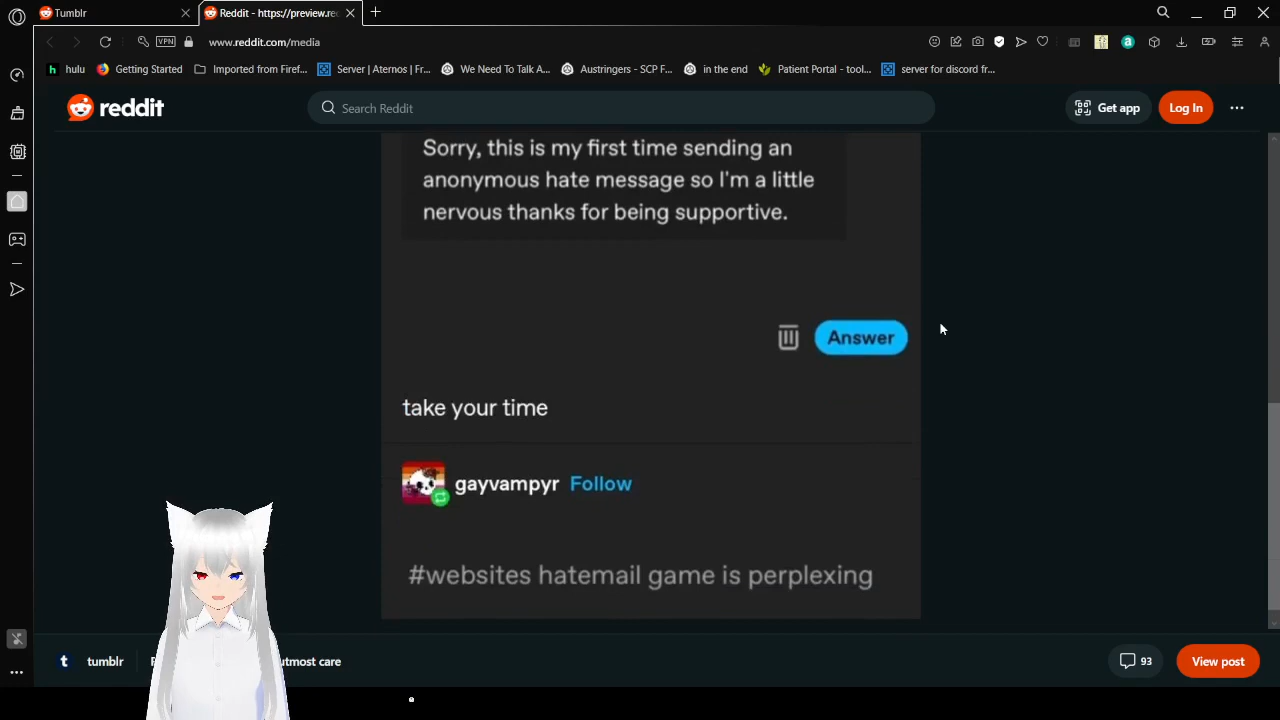 Tumblr
Reddit - https://preview.rec
VPN
www.reddit.com/media
hulu
Getting Started
Imported from Firef...
Server | Aternos | Fr...
We Need To Talk A...
Austringers - SCP F...
in the end
Patient Portal - tool...
server for discord fr...
reddit
Search Reddit
Get app
Log In
Sorry, this is my first time sending an
anonymous hate message so I'm a little
nervous thanks for being supportive.
Answer
take your time
gayvampyr Follow
#websites hatemail game is perplexing
tumblr
utmost care
93
View post